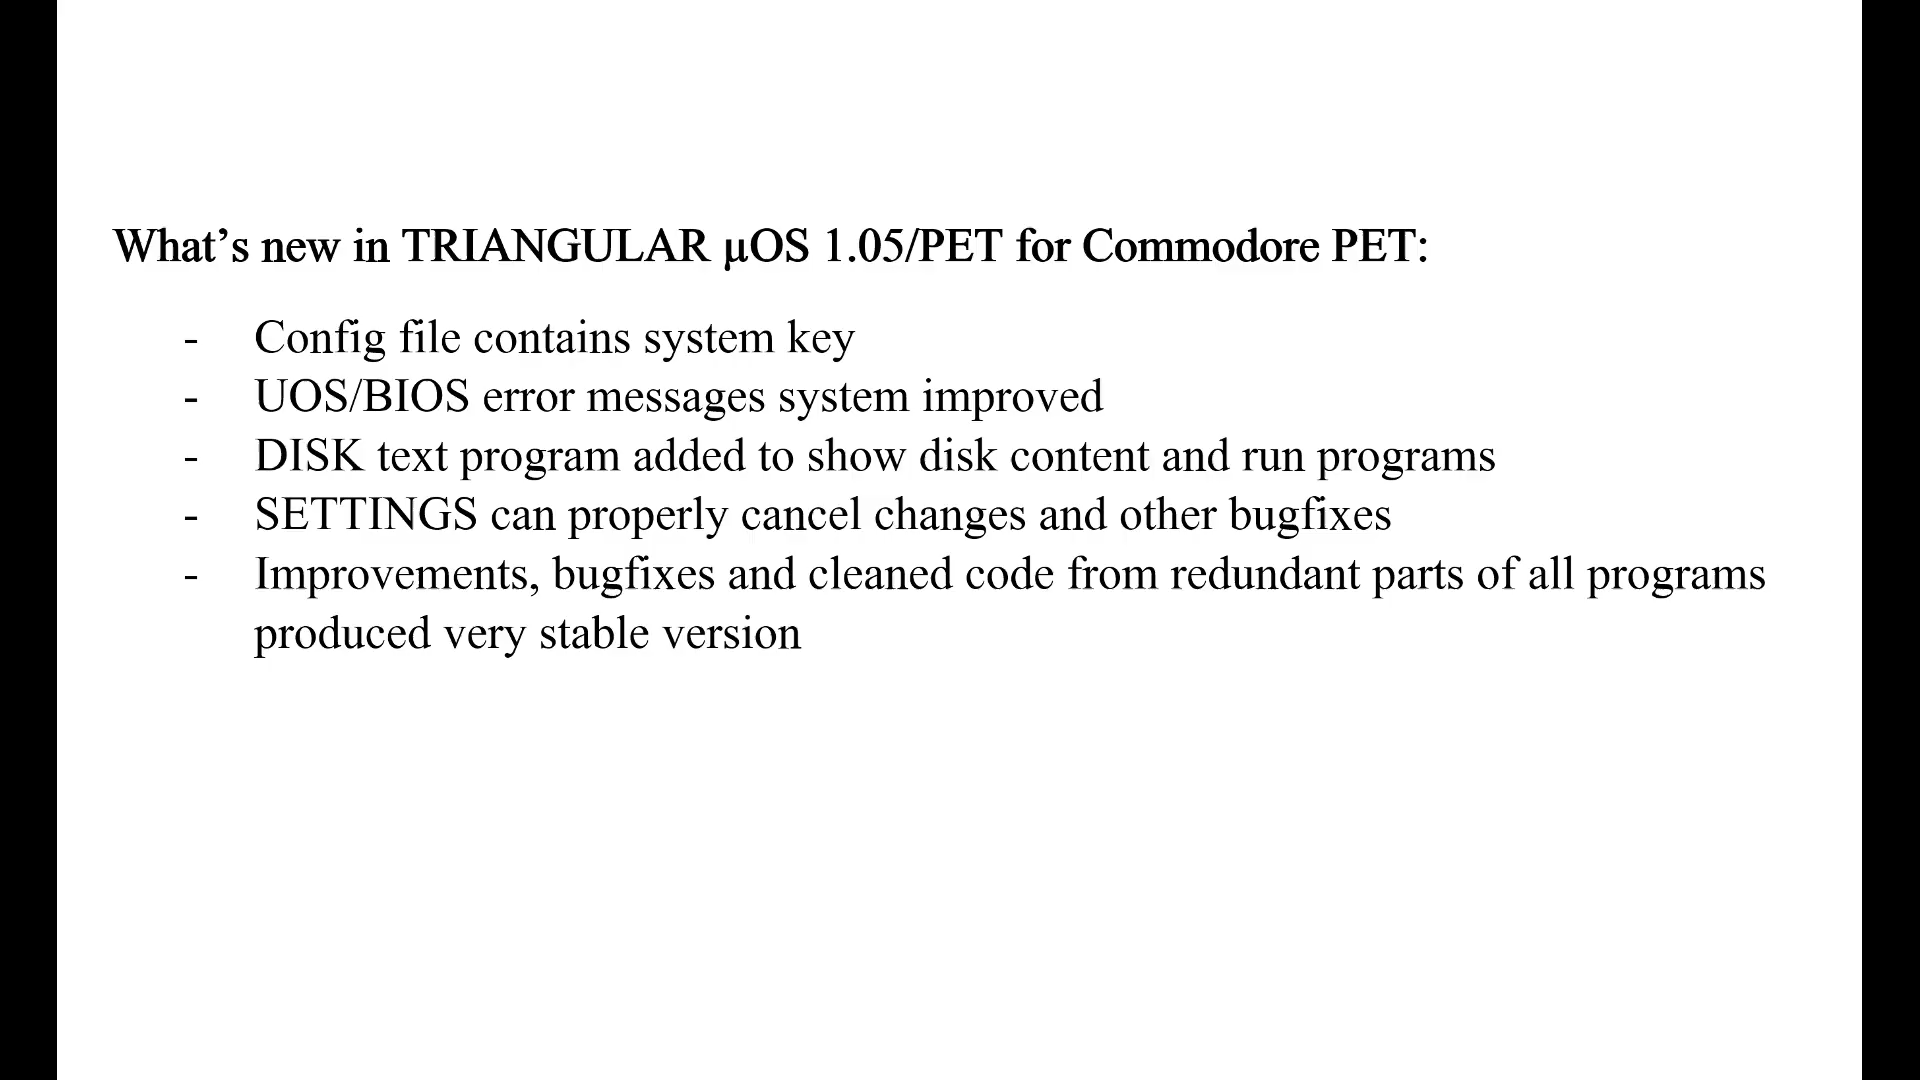 What’s new in TRIANGULAR µOS 1.05/PET for Commodore PET:
- Config file contains system key
- UOS/BIOS error messages system improved
- DISK text program added to show disk content and run programs
- SETTINGS can properly cancel changes and other bugfixes
- Improvements, bugfixes and cleaned code from redundant parts of all programs
produced very stable version